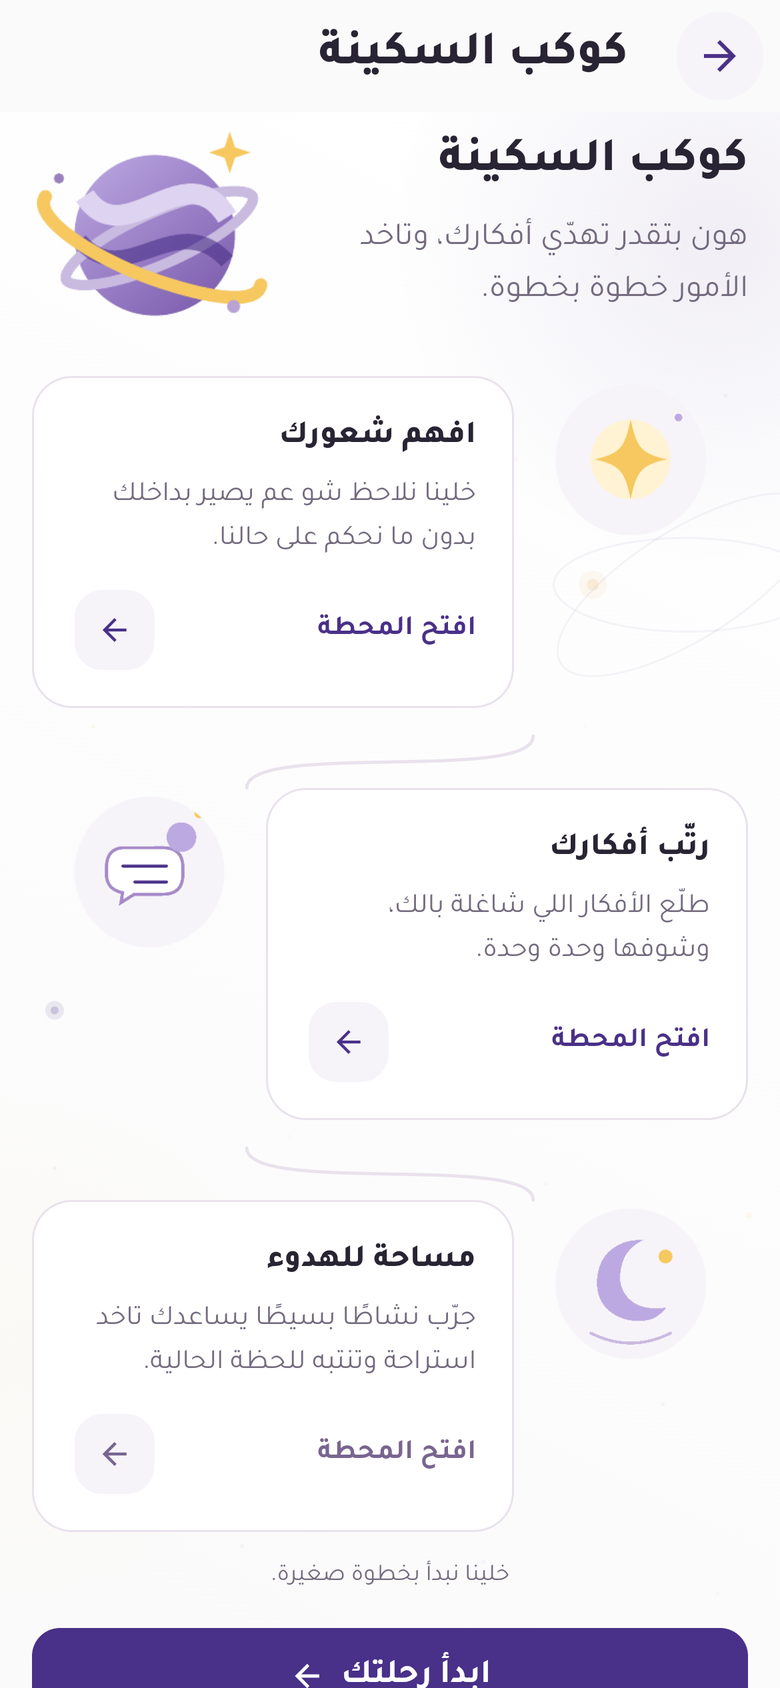 كوكب السكينة
كوكب السكينة
هون بتقدر تهدّي أفكارك، وتاخد
الأمور خطوة بخطوة.
افهم شعورك
خلينا نلاحظ شو عم يصير بداخلك
بدون ما نحكم على حالنا.
افتح المحطة
رتّب أفكارك
طلّع الأفكار اللي شاغلة بالك،
وشوفها وحدة وحدة.
افتح المحطة
مساحة للهدوء
جرّب نشاطًا بسيطًا يساعدك تاخد
استراحة وتنتبه للحظة الحالية.
افتح المحطة
خلينا نبدأ بخطوة صغيرة.
ابدأ رحلتك